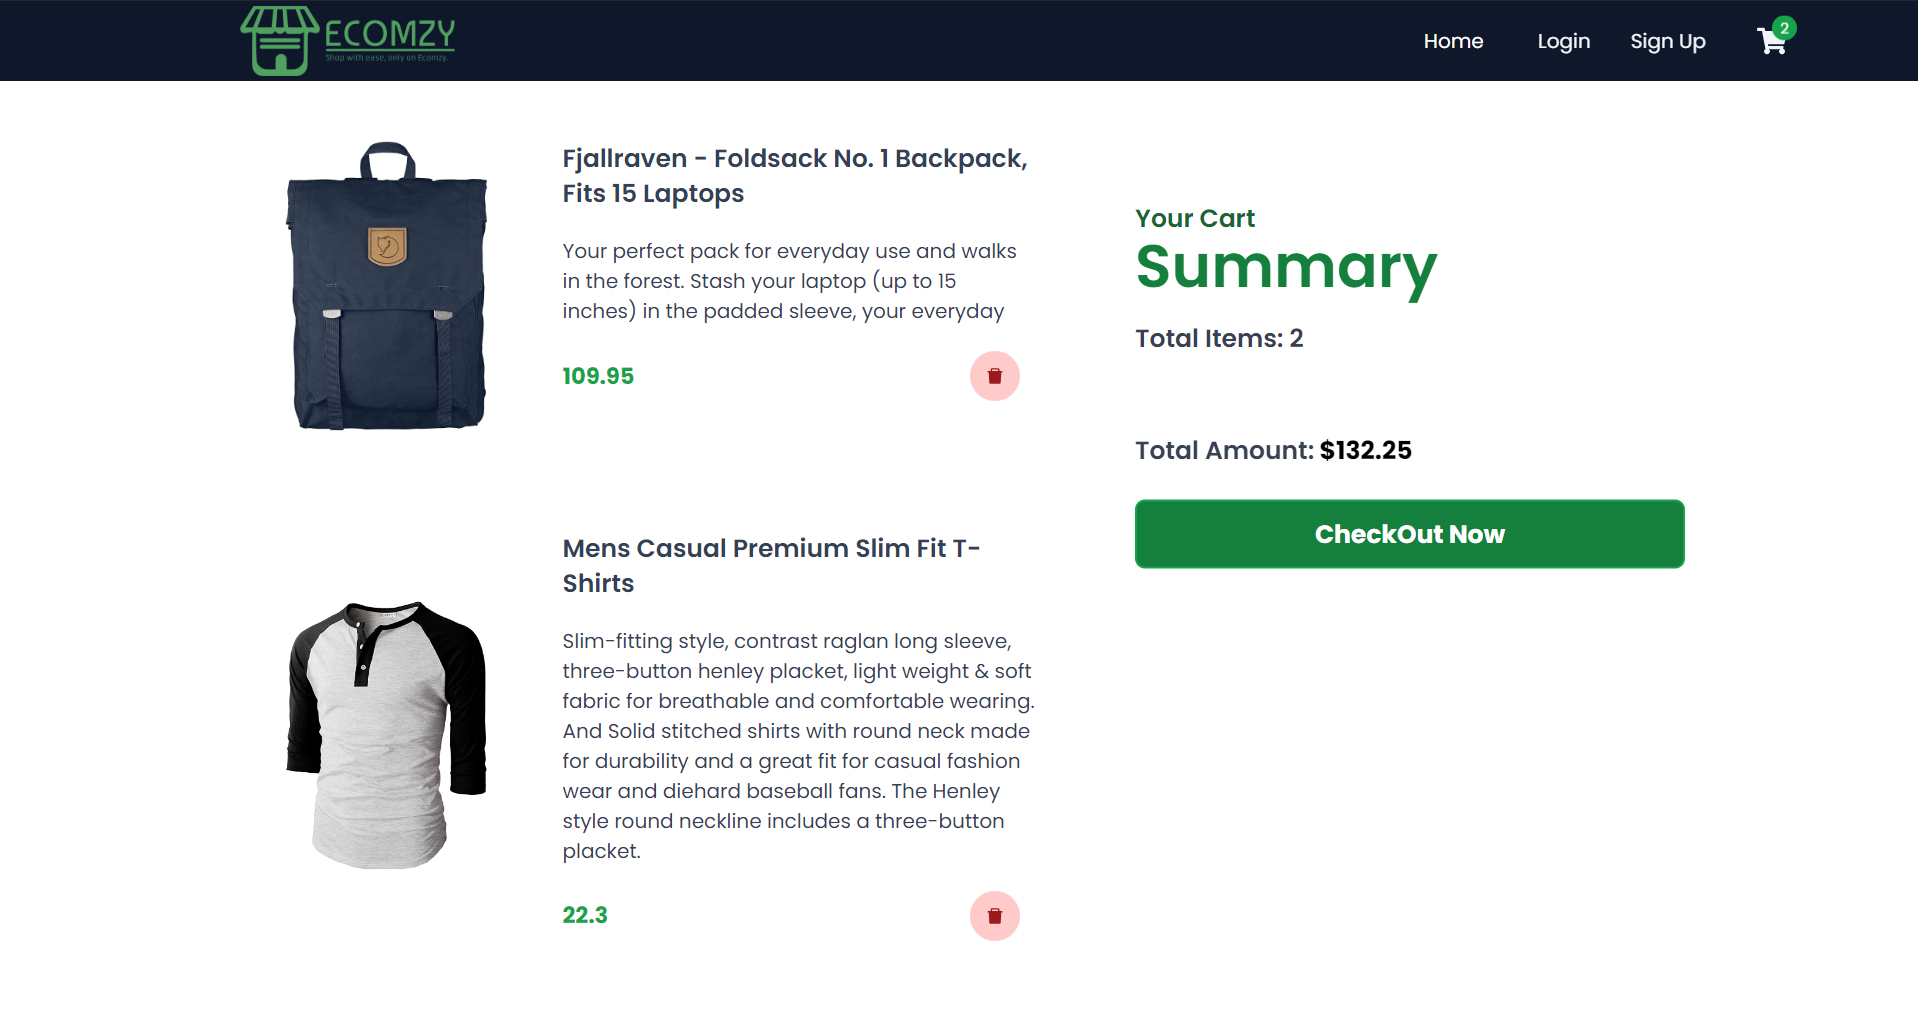 ECOMZY
Shop with ease, only on Ecomzy.
Home
Login
Sign Up
2
Fjallraven - Foldsack No. 1 Backpack,
Fits 15 Laptops
Your perfect pack for everyday use and walks
in the forest. Stash your laptop (up to 15
inches) in the padded sleeve, your everyday
109.95
Mens Casual Premium Slim Fit T-
Shirts
Slim-fitting style, contrast raglan long sleeve,
three-button henley placket, light weight & soft
fabric for breathable and comfortable wearing.
And Solid stitched shirts with round neck made
for durability and a great fit for casual fashion
wear and diehard baseball fans. The Henley
style round neckline includes a three-button
placket.
22.3
Your Cart
Summary
Total Items: 2
Total Amount: $132.25
CheckOut Now